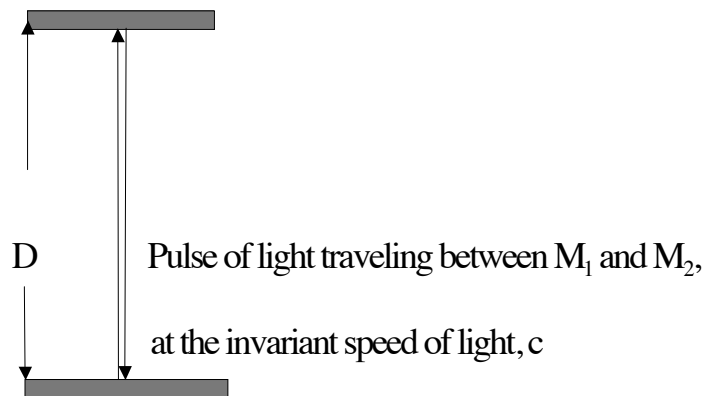 D
Pulse of light traveling between M₁ and M₂,
at the invariant speed of light, c